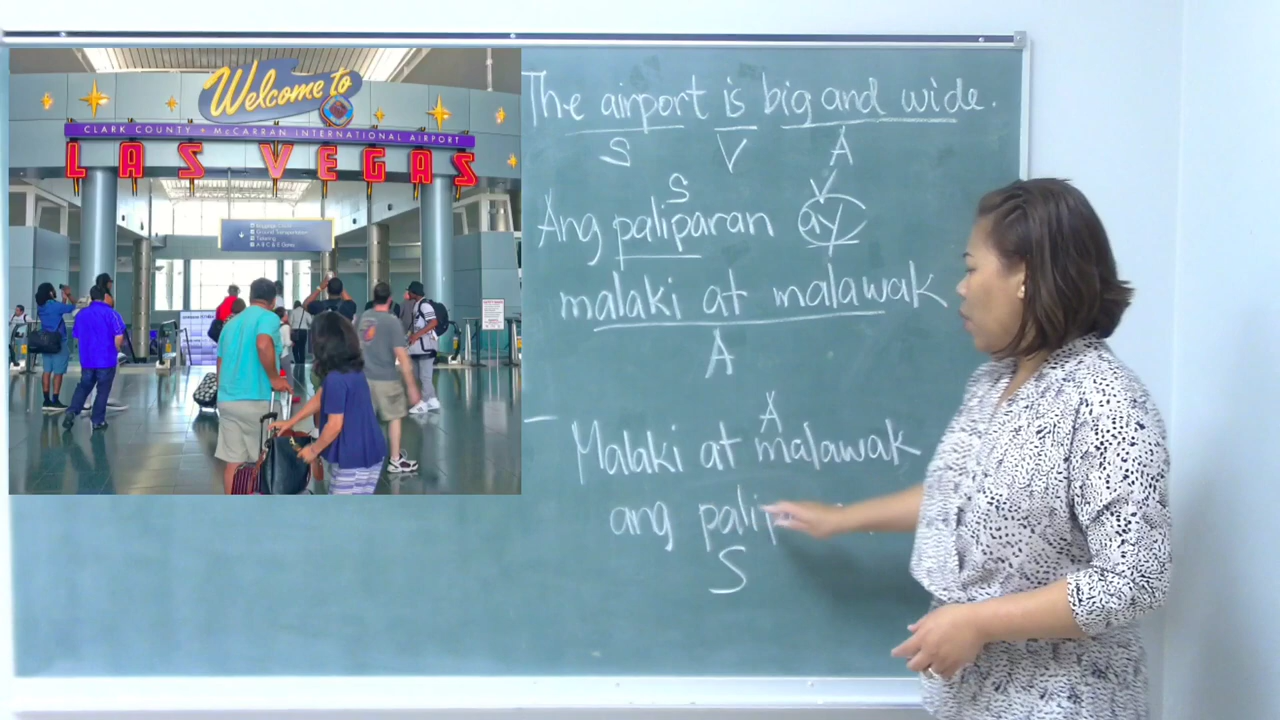 Welcome to
CLARK COUNTY • McCARRAN INTERNATIONAL AIRPORT
LAS VEGAS
The airport is big and wide.
S V A
S V
Ang paliparan ay
malaki at malawak
A
A
Malaki at malawak
ang
S